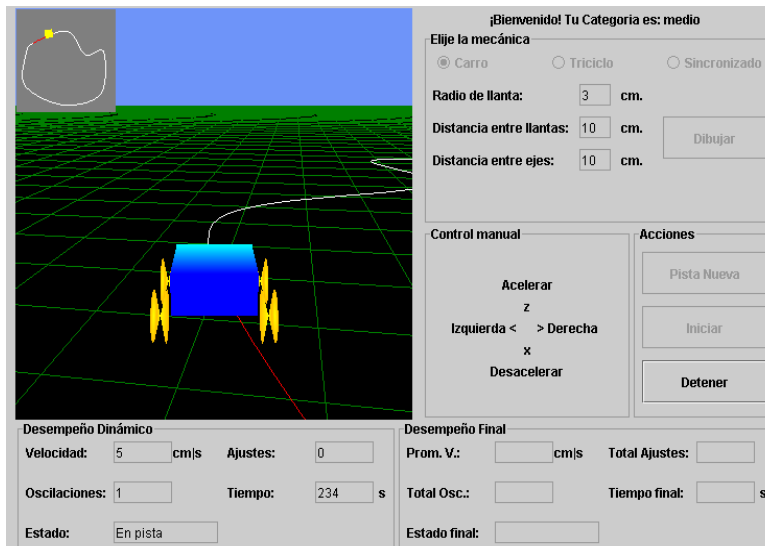 ¡Bienvenido! Tu Categoria es: medio
Elije la mecánica
Carro Triciclo Sincronizado
Radio de llanta: 3 cm.
Distancia entre llantas: 10 cm.
Distancia entre ejes: 10 cm.
Dibujar
Control manual
Acelerar
z
Izquierda < > Derecha
x
Desacelerar
Acciones
Pista Nueva
Iniciar
Detener
Desempeño Dinámico
Velocidad: 5 cm|s Ajustes: 0
Oscilaciones: 1 Tiempo: 234 s
Estado: En pista
Desempeño Final
Prom. V.: cm|s Total Ajustes:
Total Osc.: Tiempo final: s
Estado final: